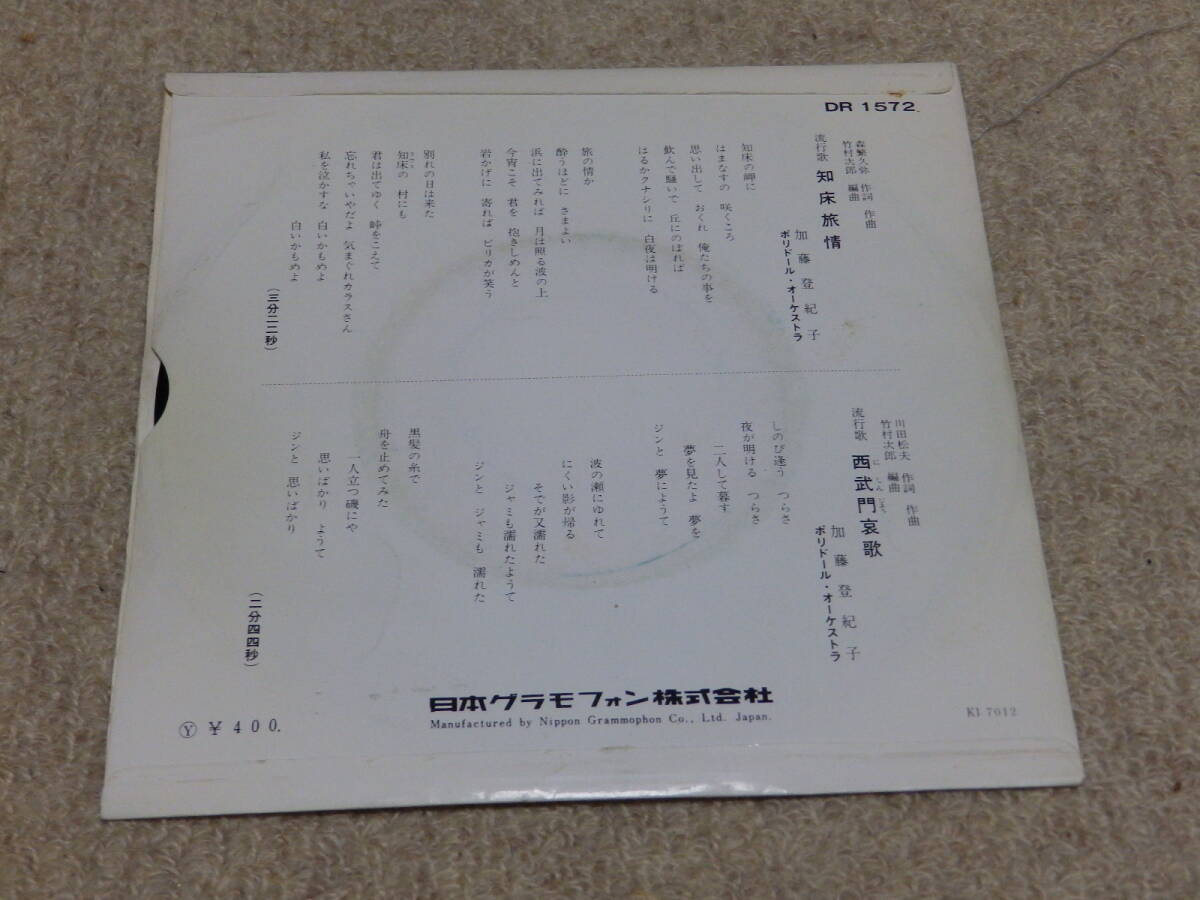 DR 1572
森繁久弥 作詞 作曲
竹村次郎 編曲
流行歌 知床旅情
加藤登紀子
ポリドール・オーケストラ
知床の岬に
はまなすの 咲くころ
思い出して おくれ 俺たちの事を
飲んで騒いで 丘にのぼれば
はるかクナシリに 白夜は明ける
旅の情か
酔うほどに さまよい
浜に出てみれば 月は照る波の上
今宵こそ 君を 抱きしめんと
岩かげに 寄れば ピリカが笑う
別れの日は来た
知床の 村にも
君は出てゆく 峠をこえて
忘れちゃいやだよ 気まぐれカラスさん
私を泣かすな 白いかもめよ
白いかもめよ
(三分二二秒)
川田松夫 作詞 作曲
竹村次郎 編曲
流行歌 西武門哀歌
加藤登紀子
ポリドール・オーケストラ
しのび逢う つらさ
夜が明ける つらさ
二人して暮す
夢を見たよ 夢を
ジンと 夢にようて
波の瀬にゆれて
にくい影が帰る
そでが又濡れた
ジャミも濡れたようて
ジンと ジャミも 濡れた
黒髪の糸で
舟を止めてみた
一人立つ磯にや
思いばかり ようて
ジンと 思いばかり
(二分四四秒)
日本グラモフォン株式会社
Manufactured by Nippon Grammophon Co., Ltd. Japan.
Ⓨ ¥400.
KI 7012